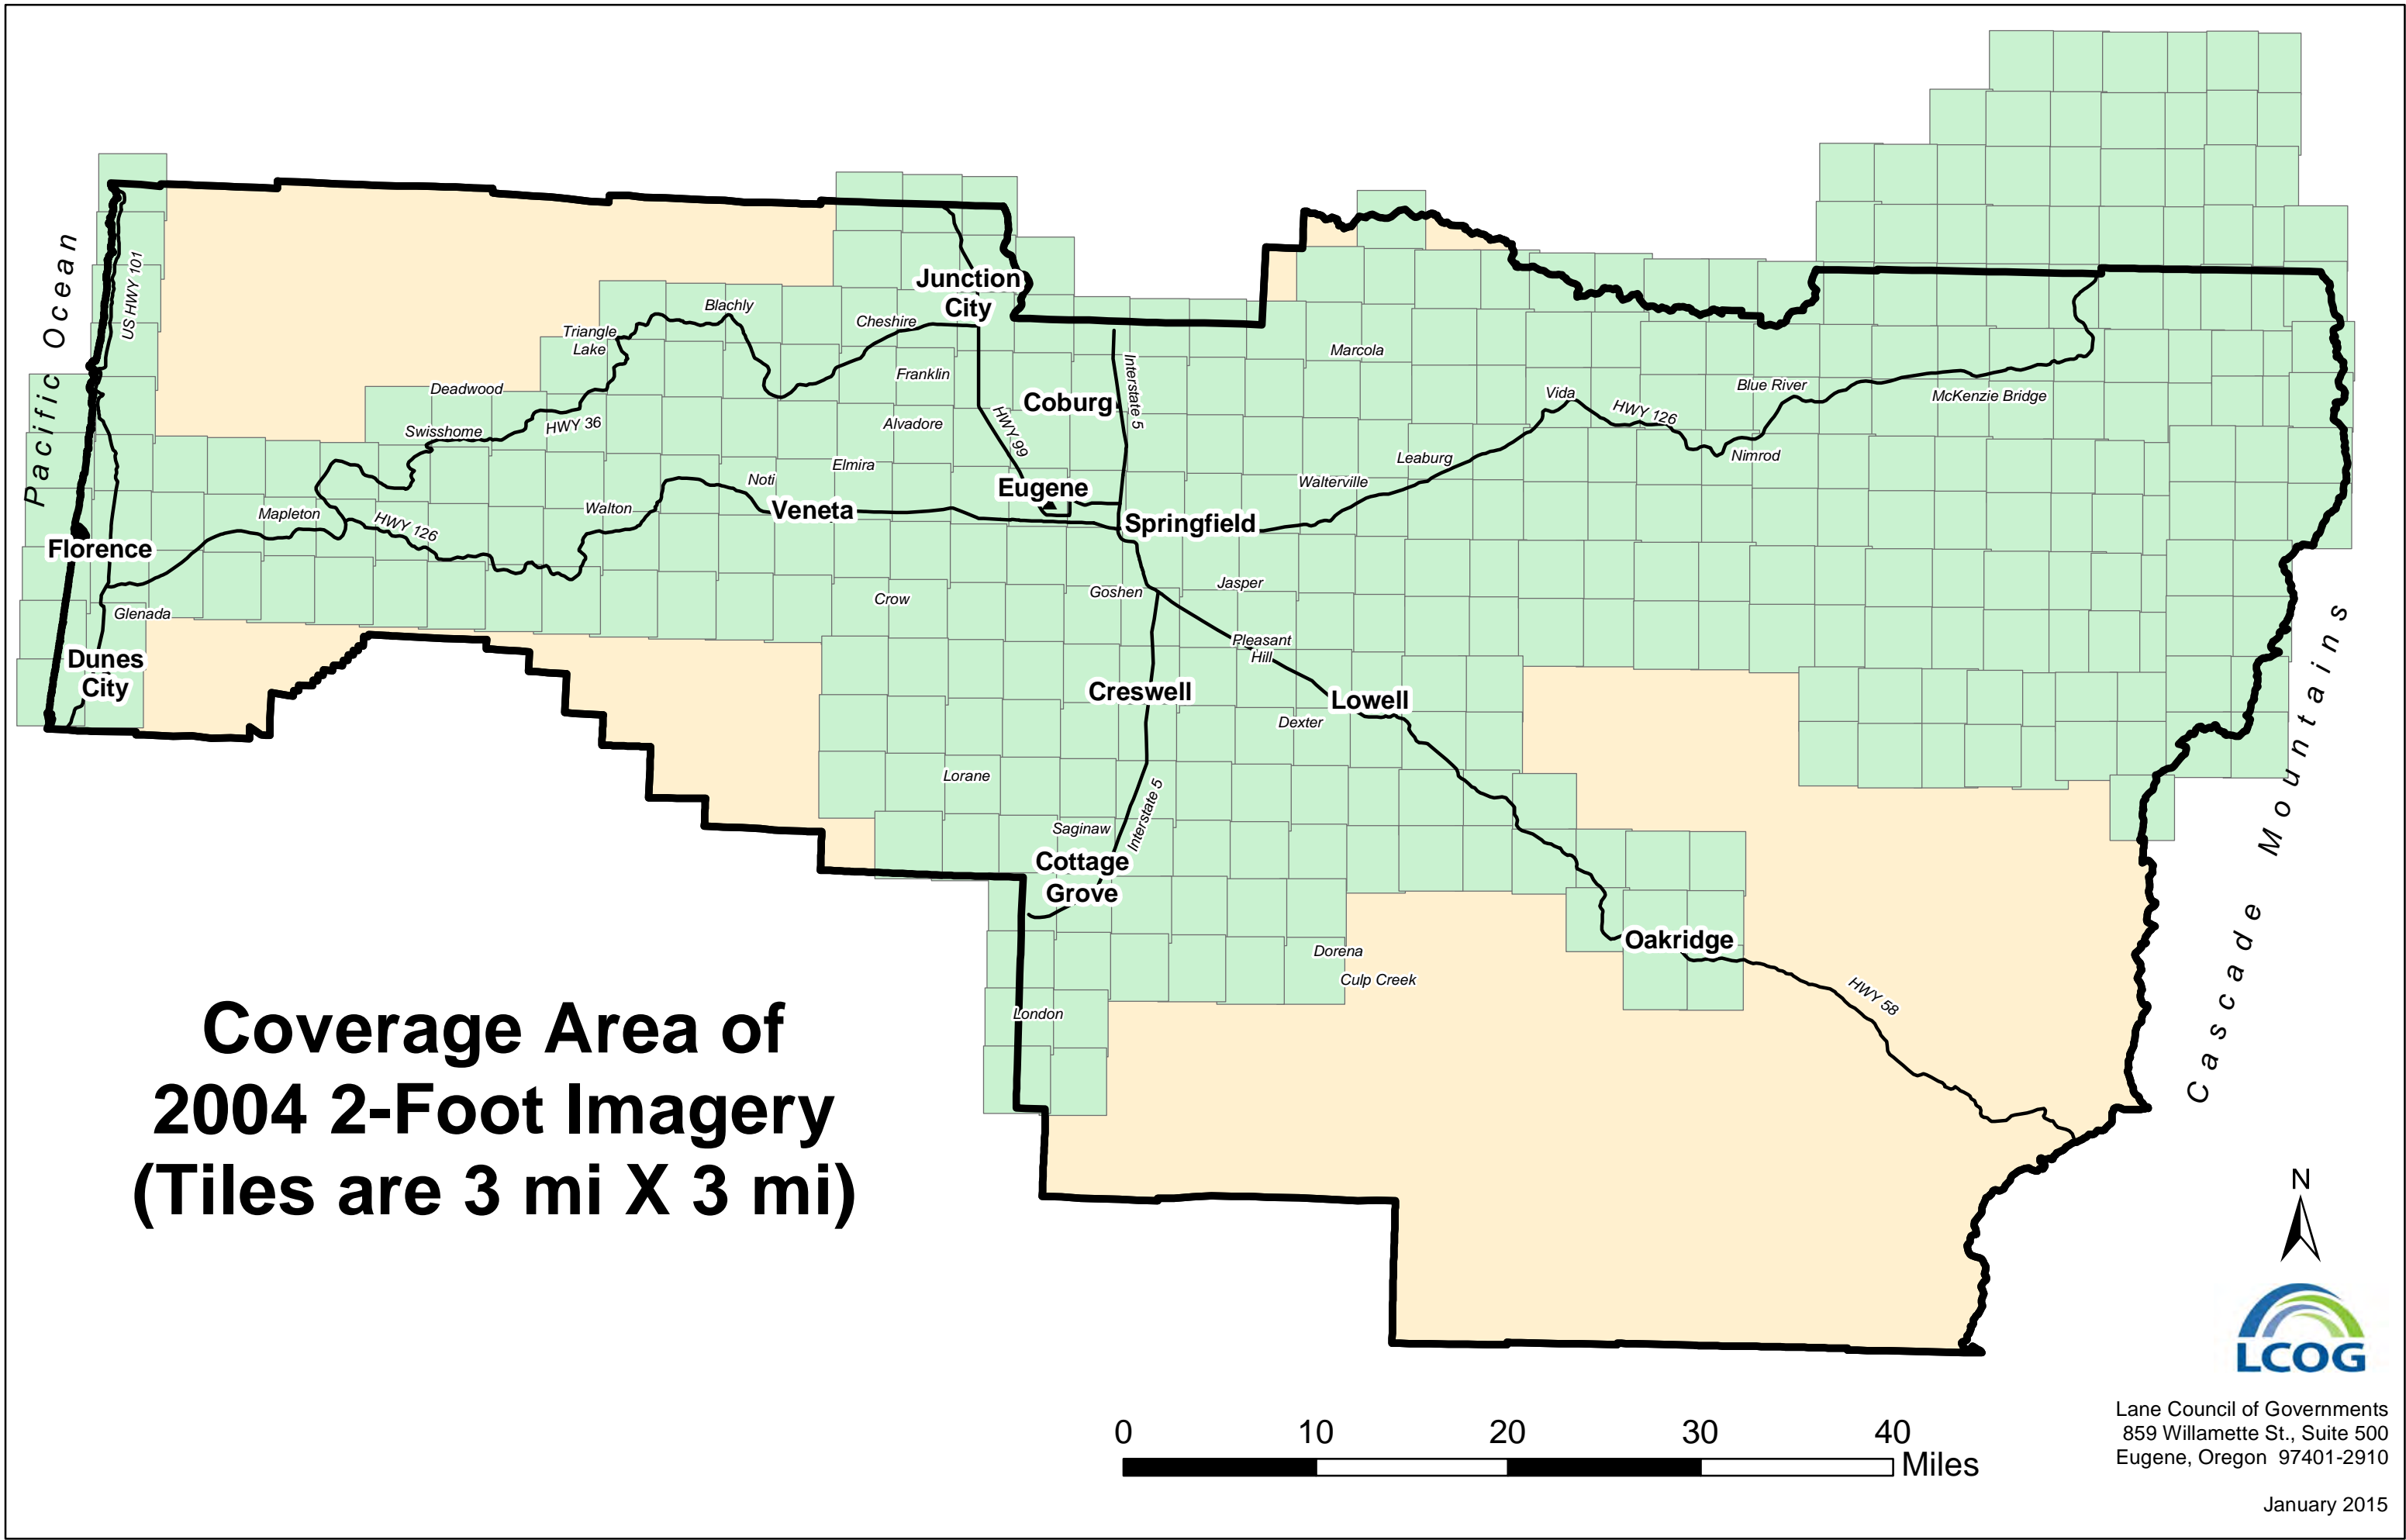 Pacific Ocean
US HWY 101
Junction
City
Blachly
Cheshire
Triangle
Lake
Franklin
Marcola
Interstate 5
Deadwood
Coburg
Vida
Blue River
McKenzie Bridge
HWY 126
Swisshome
HWY 36
Alvadore
HWY 99
Nimrod
Leaburg
Elmira
Noti
Eugene
Walterville
Mapleton
Walton
Veneta
Springfield
HWY 126
Florence
Glenada
Crow
Goshen
Jasper
Pleasant
Hill
Dunes
City
Creswell
Lowell
Dexter
Lorane
Interstate 5
Saginaw
Cottage
Grove
Oakridge
Dorena
Culp Creek
HWY 58
London
Cascade Mountains
Coverage Area of
2004 2-Foot Imagery
(Tiles are 3 mi X 3 mi)
N
LCOG
0 10 20 30 40
Miles
Lane Council of Governments
859 Willamette St., Suite 500
Eugene, Oregon 97401-2910
January 2015